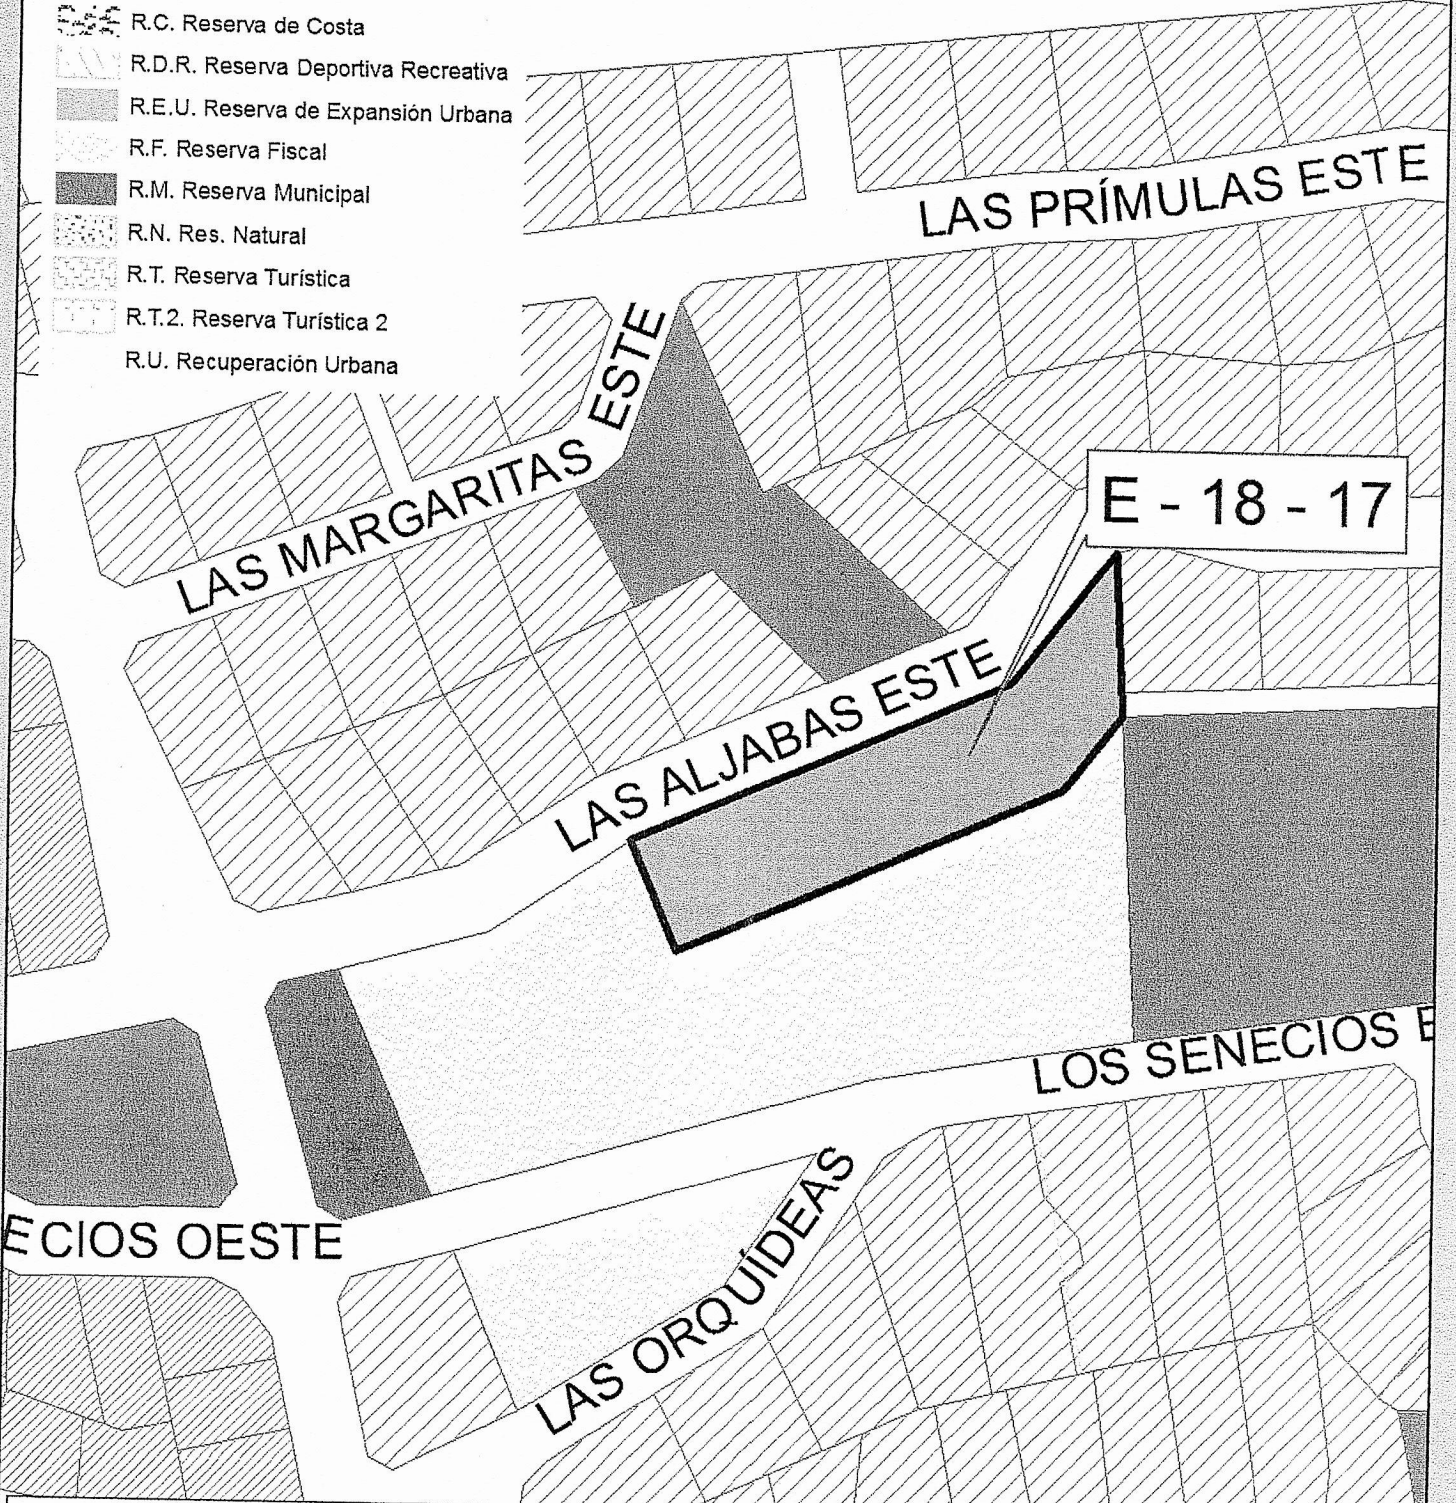 R.C. Reserva de Costa
R.D.R. Reserva Deportiva Recreativa
R.E.U. Reserva de Expansión Urbana
R.F. Reserva Fiscal
R.M. Reserva Municipal
R.N. Res. Natural
R.T. Reserva Turística
R.T.2. Reserva Turística 2
R.U. Recuperación Urbana
LAS PRÍMULAS ESTE
LAS MARGARITAS ESTE
E - 18 - 17
LAS ALJABAS ESTE
LOS SENECIOS E
ECIOS OESTE
LAS ORQUÍDEAS